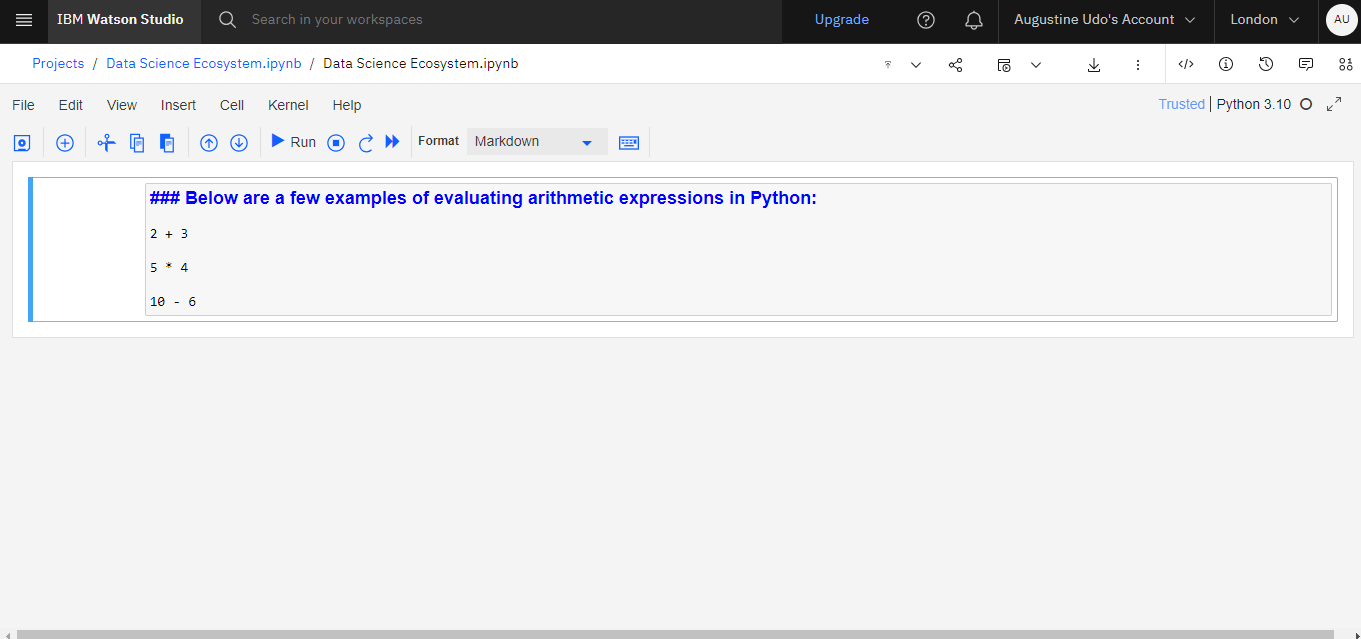 IBM Watson Studio Search in your workspaces Upgrade Augustine Udo's Account London AU
Projects / Data Science Ecosystem.ipynb / Data Science Ecosystem.ipynb
File Edit View Insert Cell Kernel Help Trusted | Python 3.10
Run Format Markdown
### Below are a few examples of evaluating arithmetic expressions in Python:
2 + 3
5 * 4
10 - 6